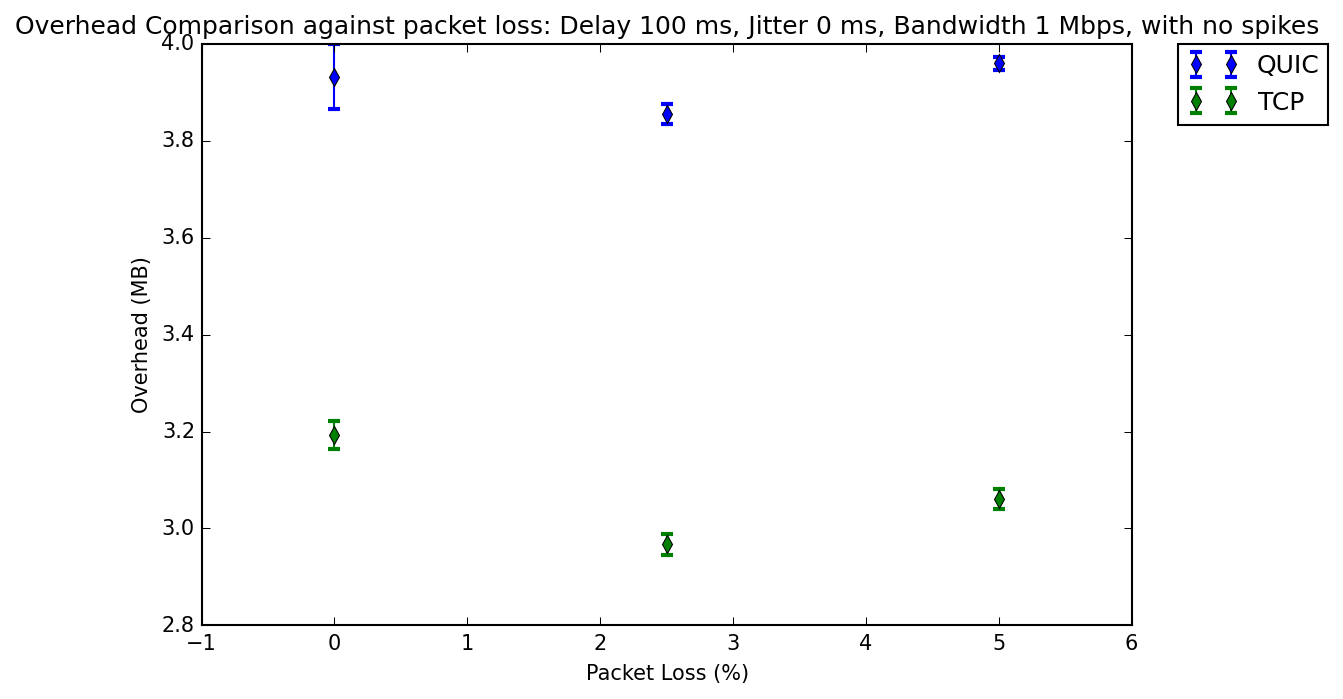 Overhead Comparison against packet loss: Delay 100 ms, Jitter 0 ms, Bandwidth 1 Mbps, with no spikes
4.0
3.8
3.6
3.4
3.2
3.0
2.8
Overhead (MB)
−1 0 1 2 3 4 5 6
Packet Loss (%)
QUIC
TCP